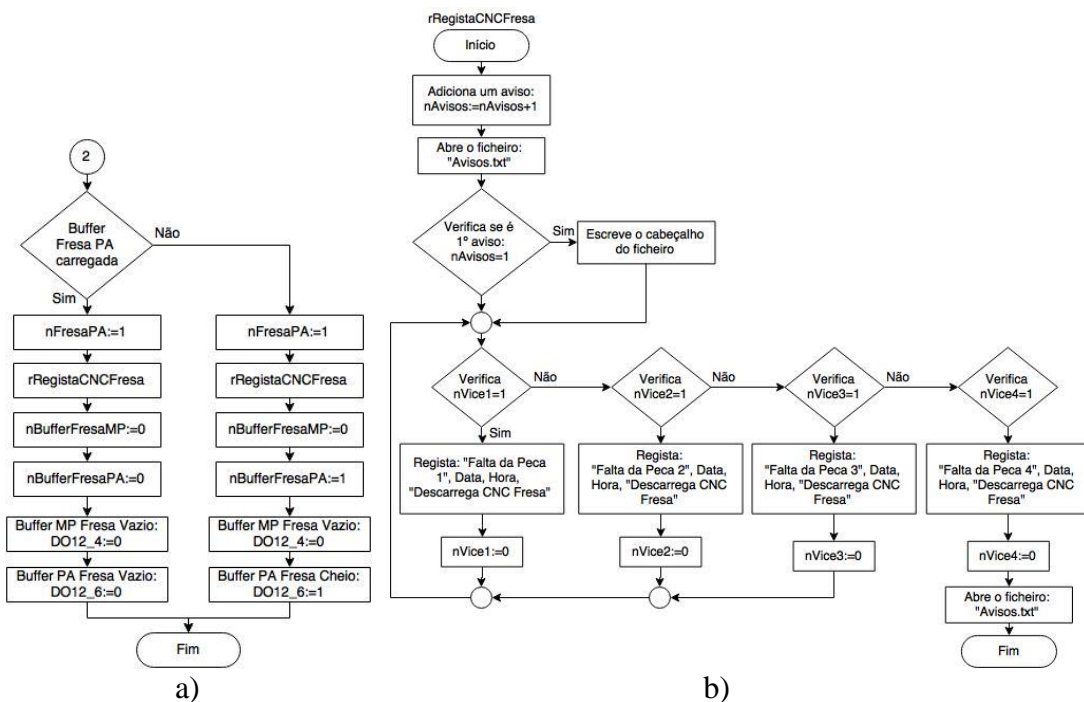 2
Buffer
Fresa PA
carregada
Não
Sim
nFresaPA:=1
rRegistaCNCFresa
nBufferFresaMP:=0
nBufferFresaPA:=0
Buffer MP Fresa Vazio:
DO12_4:=0
Buffer PA Fresa Vazio:
DO12_6:=0
nFresaPA:=1
rRegistaCNCFresa
nBufferFresaMP:=0
nBufferFresaPA:=1
Buffer MP Fresa Vazio:
DO12_4:=0
Buffer PA Fresa Cheio:
DO12_6:=1
Fim
a)
rRegistaCNCFresa
Início
Adiciona um aviso:
nAvisos:=nAvisos+1
Abre o ficheiro:
"Avisos.txt"
Verifica se é
1º aviso:
nAvisos=1
Sim
Escreve o cabeçalho
do ficheiro
Verifica
nVice1=1
Não
Verifica
nVice2=1
Não
Verifica
nVice3=1
Não
Verifica
nVice4=1
Sim
Regista: "Falta da Peca
1", Data, Hora,
"Descarrega CNC Fresa"
Regista:
"Falta da Peca 2", Data,
Hora, "Descarrega CNC
Fresa"
Regista:
"Falta da Peca 3", Data,
Hora, "Descarrega CNC
Fresa"
Regista:
"Falta da Peca 4", Data,
Hora, "Descarrega CNC
Fresa"
nVice1:=0
nVice2:=0
nVice3:=0
nVice4:=0
Abre o ficheiro:
"Avisos.txt"
Fim
b)